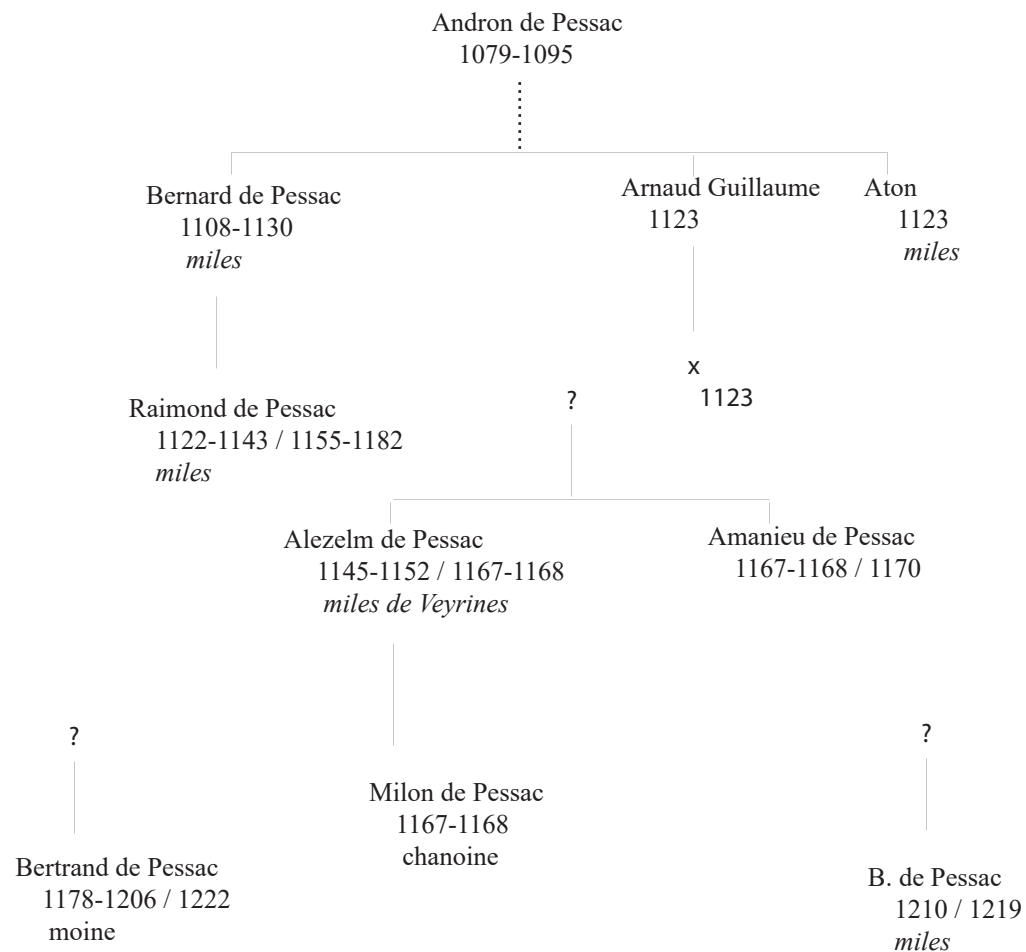 Andron de Pessac
1079-1095
Bernard de Pessac
1108-1130
miles
Arnaud Guillaume
1123
Aton
1123
miles
x
1123
Raimond de Pessac
1122-1143 / 1155-1182
miles
?
Alezelm de Pessac
1145-1152 / 1167-1168
miles de Veyrines
Amanieu de Pessac
1167-1168 / 1170
?
Bertrand de Pessac
1178-1206 / 1222
moine
Milon de Pessac
1167-1168
chanoine
?
B. de Pessac
1210 / 1219
miles